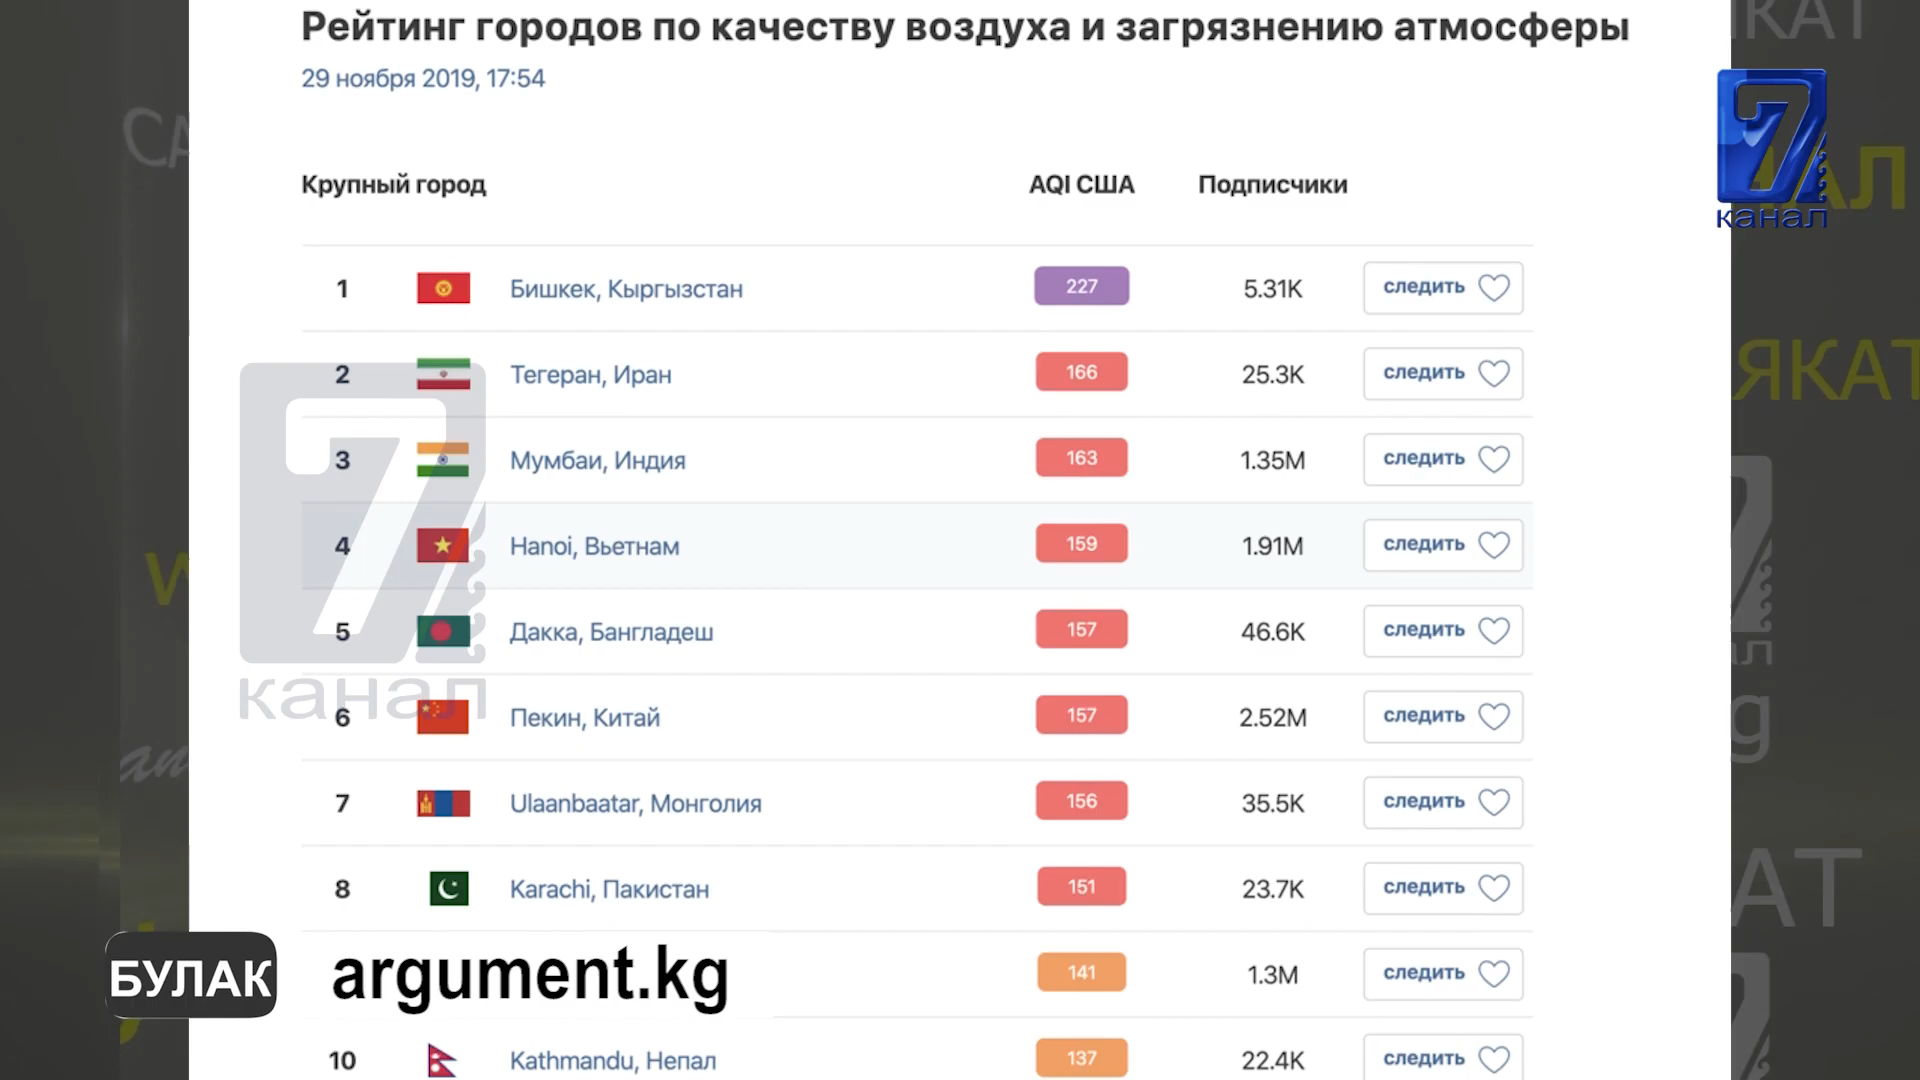 Рейтинг городов по качеству воздуха и загрязнению атмосферы
29 ноября 2019, 17:54
Крупный город AQI США Подписчики
1 Бишкек, Кыргызстан 227 5.31K следить
2 Тегеран, Иран 166 25.3K следить
3 Мумбаи, Индия 163 1.35M следить
4 Hanoi, Вьетнам 159 1.91M следить
5 Дакка, Бангладеш 157 46.6K следить
6 Пекин, Китай 157 2.52M следить
7 Ulaanbaatar, Монголия 156 35.5K следить
8 Karachi, Пакистан 151 23.7K следить
141 1.3M следить
10 Kathmandu, Непал 137 22.4K следить
БУЛАК argument.kg
7 канал
7 канал